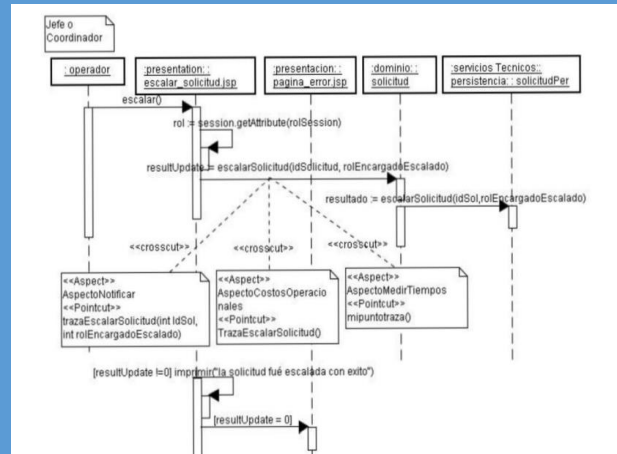 Jefe o
Coordinador
: operador
:presentation: :
escalar_solicitud.jsp
:presentacion: :
pagina_error.jsp
:dominio: :
solicitud
:servicios Tecnicos::
persistencia: : solicitudPer
escalar()
rol := session.getAttribute(rolSession)
resultUpdate := escalarSolicitud(idSolicitud, rolEncargadoEscalado)
resultado := escalarSolicitud(idSol,rolEncargadoEscalado)
<<crosscut>>
<<crosscut>>
<<crosscut>>
<<Aspect>>
AspectoNotificar
<<Pointcut>>
trazaEscalarSolicitud(int IdSol,
int rolEncargadoEscalado)
<<Aspect>>
AspectoCostosOperacio
nales
<<Pointcut>>
TrazaEscalarSolicitud()
<<Aspect>>
AspectoMedirTiempos
<<Pointcut>>
mipuntotraza()
[resultUpdate !=0] imprimir("la solicitud fué escalada con exito")
[resultUpdate = 0]